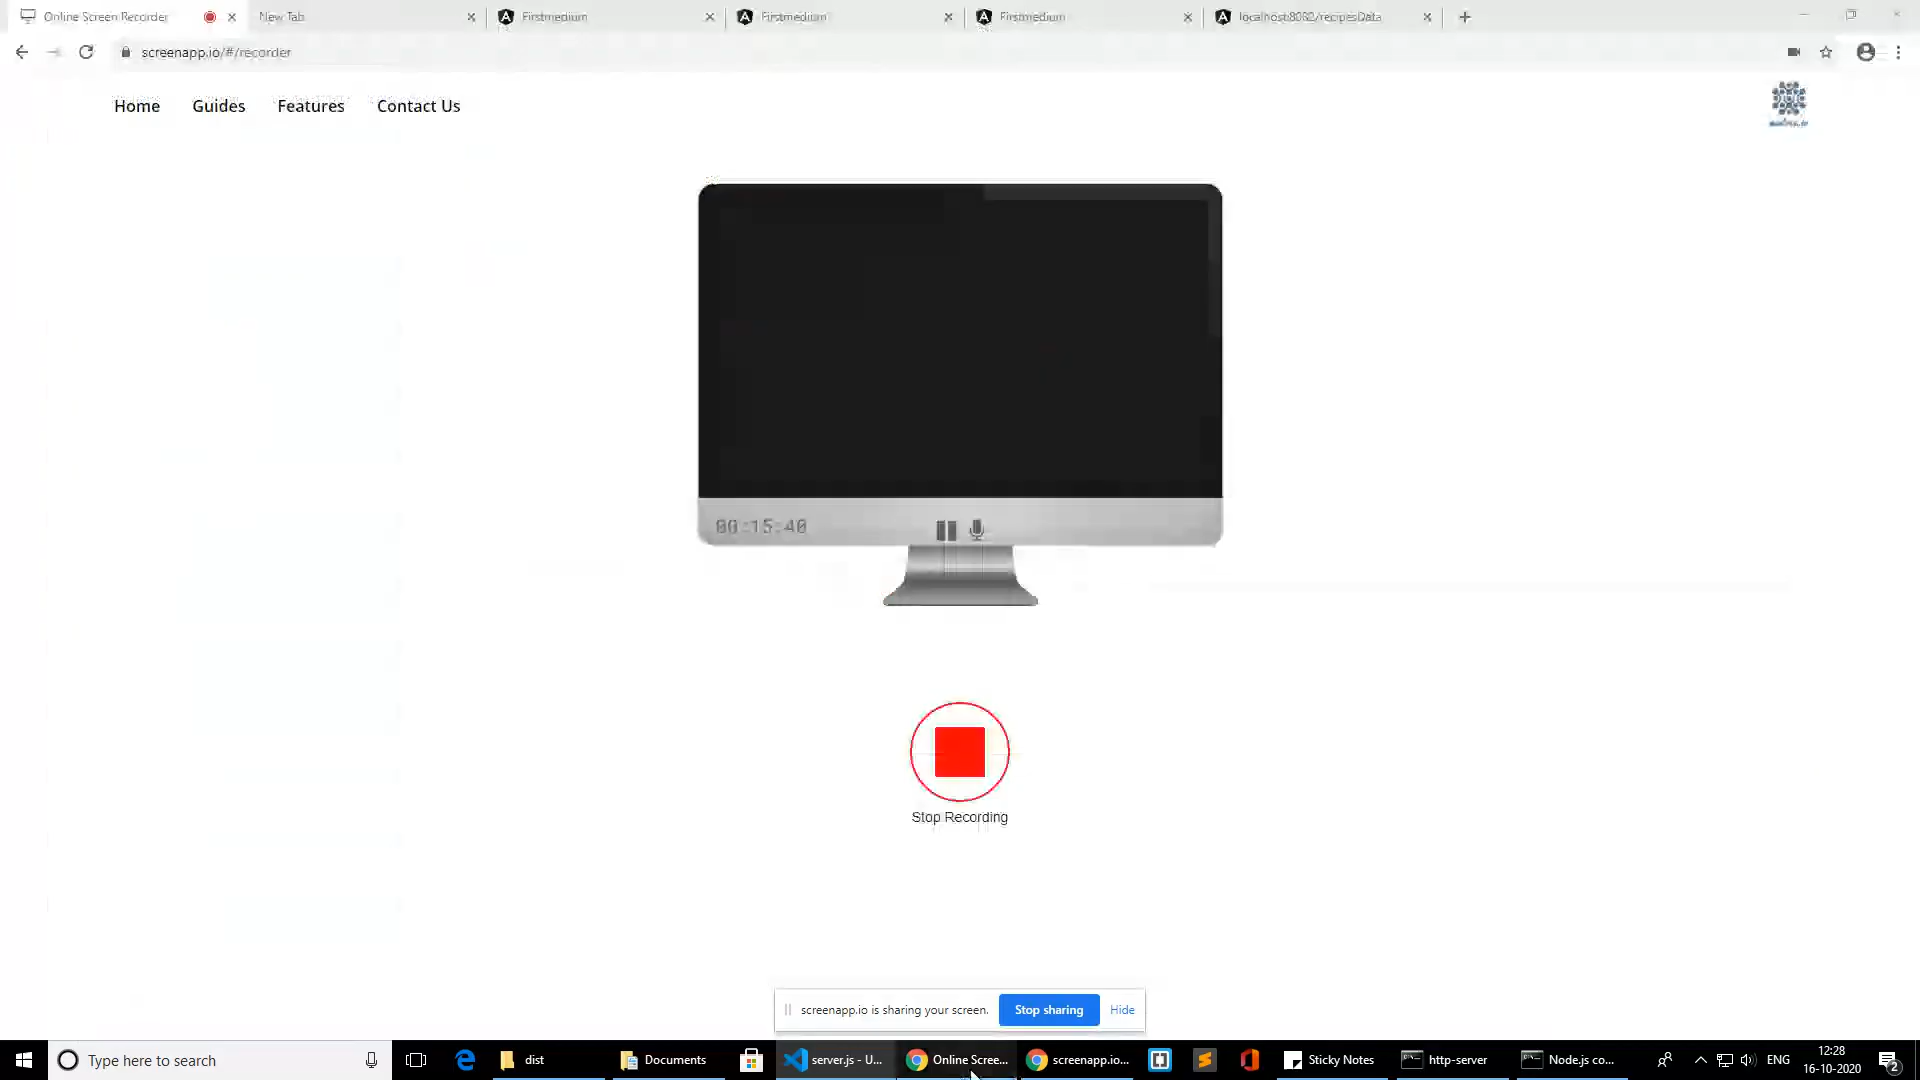 Online Screen Recorder
New Tab
Firstmedium
Firstmedium
Firstmedium
localhost:8082/recipesData
screenapp.io/#/recorder
Home
Guides
Features
Contact Us
00:15:40
Stop Recording
screenapp.io is sharing your screen.
Stop sharing
Hide
Type here to search
dist
Documents
server.js - U...
Online Scree...
screenapp.io...
Sticky Notes
http-server
Node.js co...
ENG
12:28
16-10-2020
2